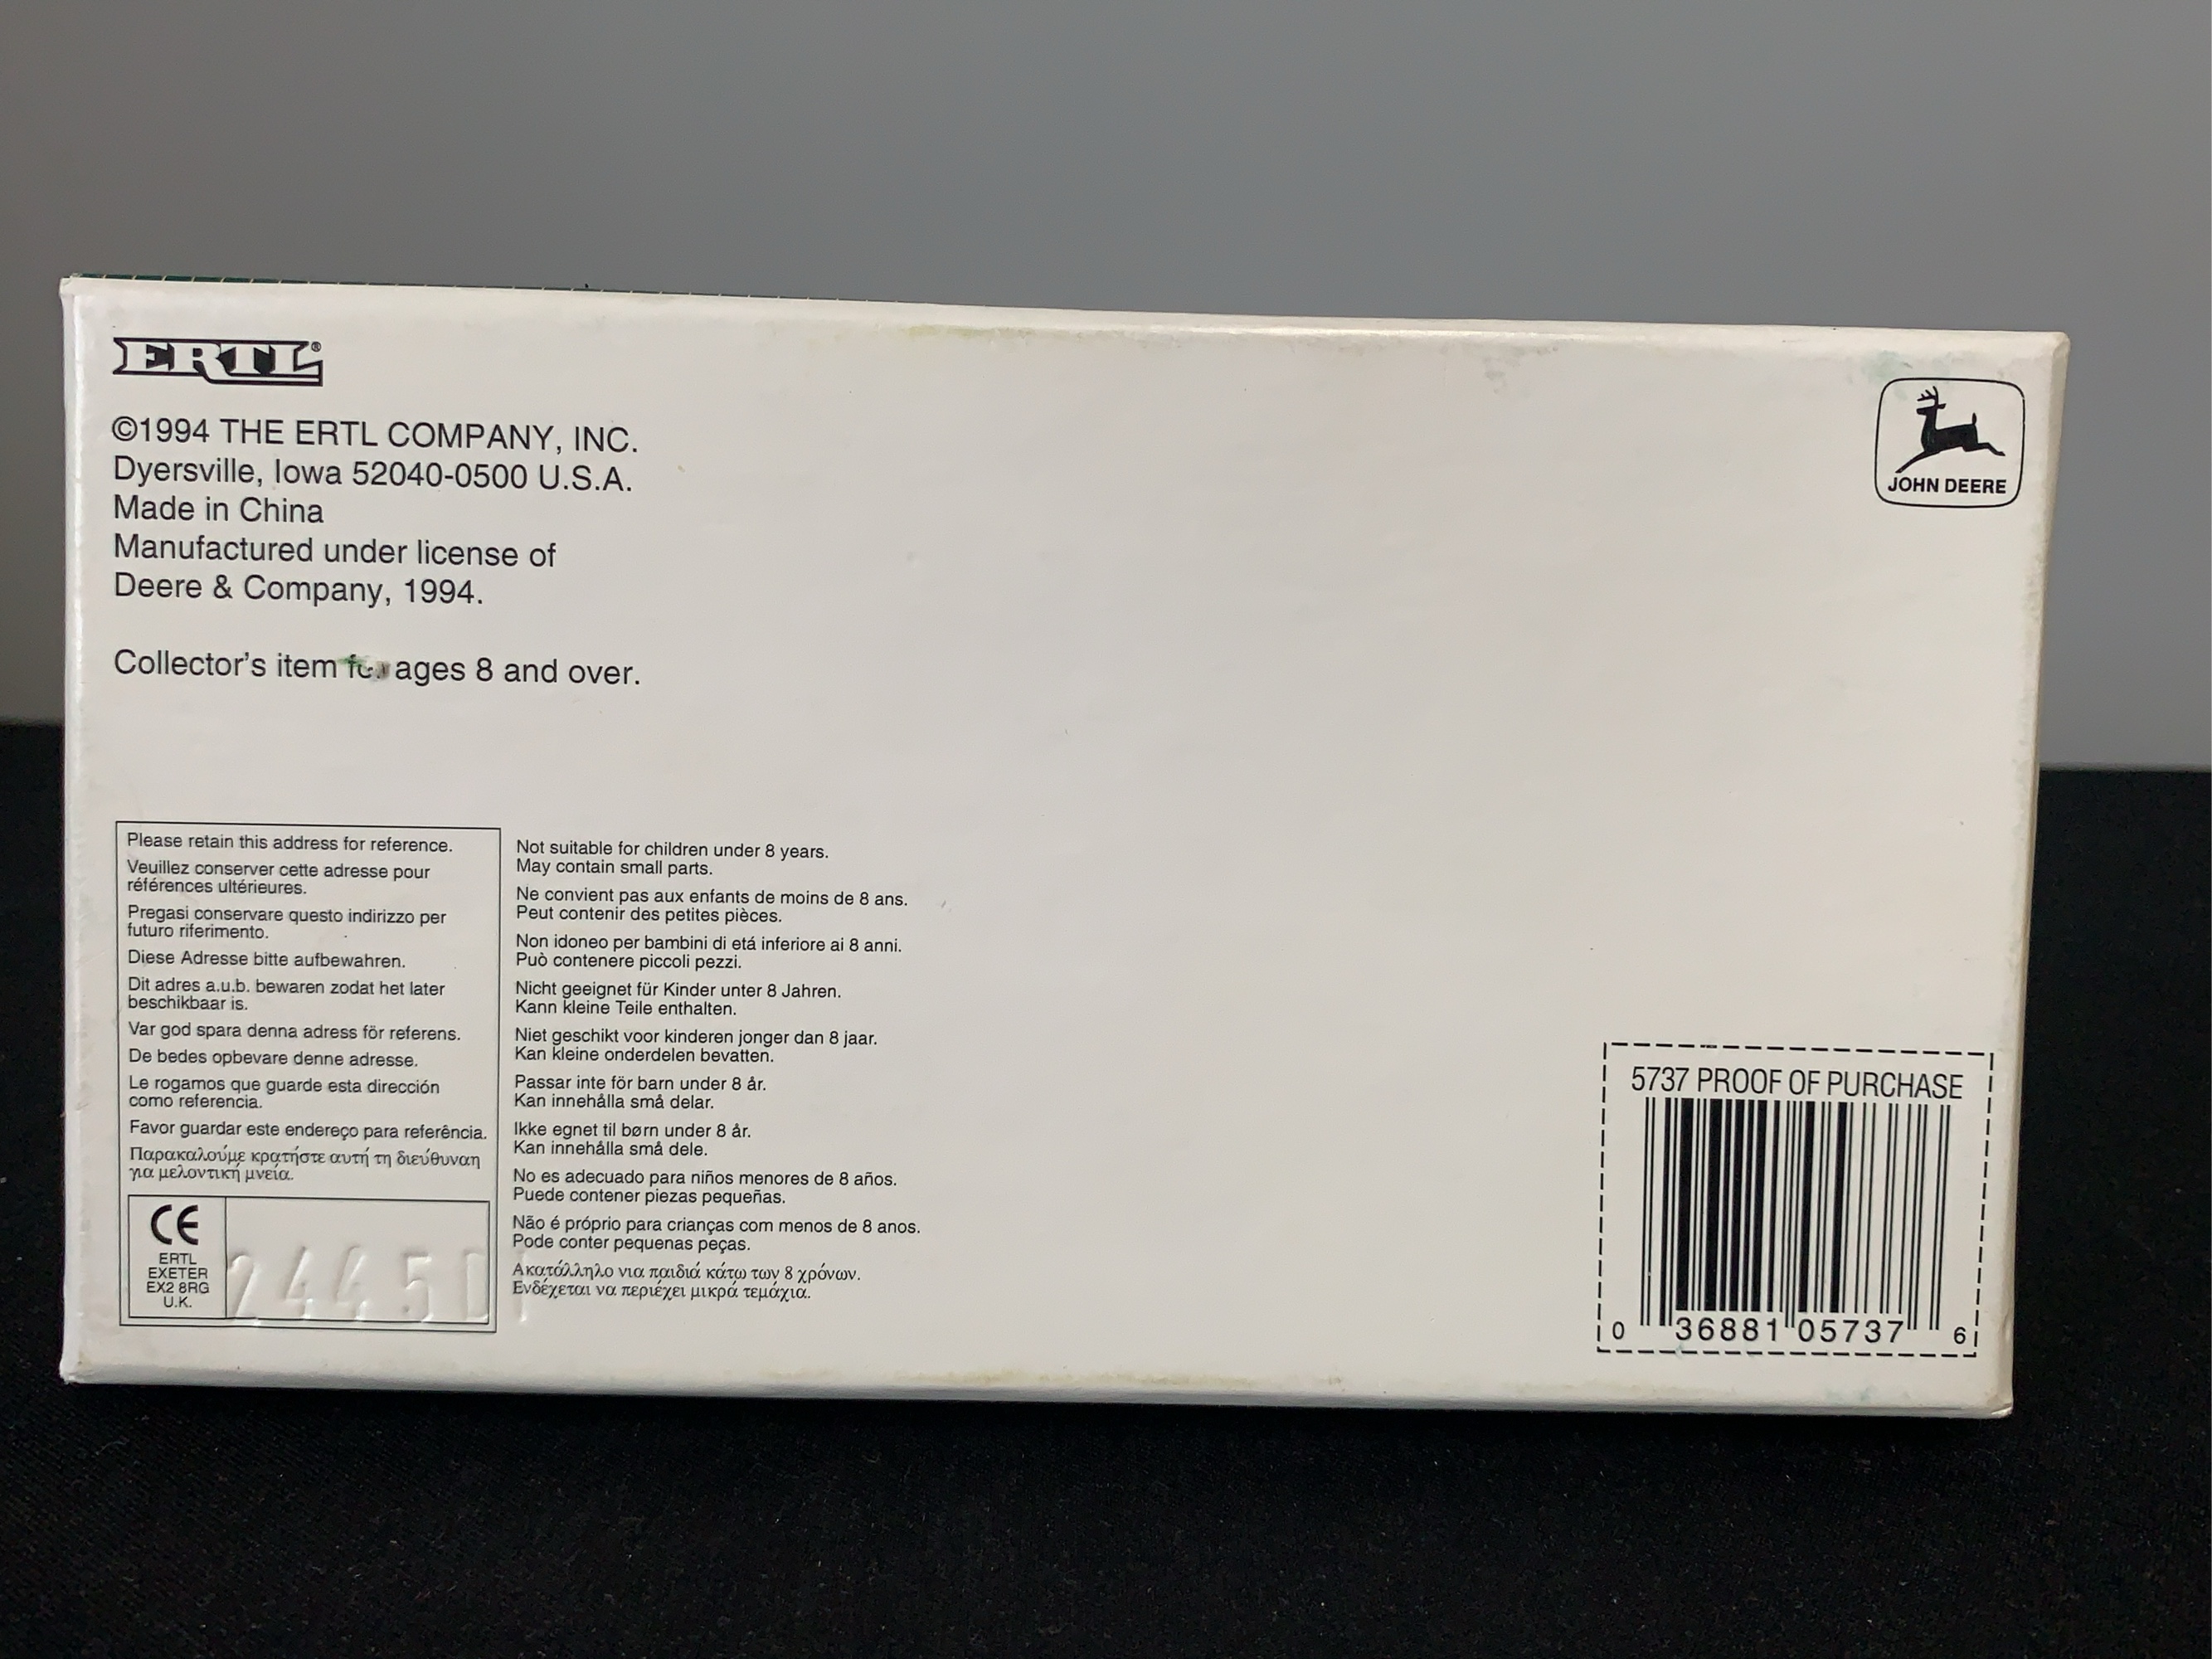 ERTL®
©1994 THE ERTL COMPANY, INC.
Dyersville, Iowa 52040-0500 U.S.A.
Made in China
Manufactured under license of
Deere & Company, 1994.
Collector's item for ages 8 and over.
JOHN DEERE
Please retain this address for reference.
Veuillez conserver cette adresse pour
références ultérieures.
Pregasi conservare questo indirizzo per
futuro riferimento.
Diese Adresse bitte aufbewahren.
Dit adres a.u.b. bewaren zodat het later
beschikbaar is.
Var god spara denna adress för referens.
De bedes opbevare denne adresse.
Le rogamos que guarde esta dirección
como referencia.
Favor guardar este endereço para referência.
Παρακαλούμε κρατήστε αυτή τη διεύθυναη
για μελοντική μνεία.
CE
ERTL
EXETER
EX2 8RG
U.K.
2445D1
Not suitable for children under 8 years.
May contain small parts.
Ne convient pas aux enfants de moins de 8 ans.
Peut contenir des petites pièces.
Non idoneo per bambini di etá inferiore ai 8 anni.
Può contenere piccoli pezzi.
Nicht geeignet für Kinder unter 8 Jahren.
Kann kleine Teile enthalten.
Niet geschikt voor kinderen jonger dan 8 jaar.
Kan kleine onderdelen bevatten.
Passar inte för barn under 8 år.
Kan innehålla små delar.
Ikke egnet til børn under 8 år.
Kan innehålla små dele.
No es adecuado para niños menores de 8 años.
Puede contener piezas pequeñas.
Não é próprio para crianças com menos de 8 anos.
Pode conter pequenas peças.
Ακατάλληλο νια παιδιά κάτω των 8 χρόνων.
Ενδέχεται να περιέχει μικρά τεμάχια.
5737 PROOF OF PURCHASE
0 36881 05737 6